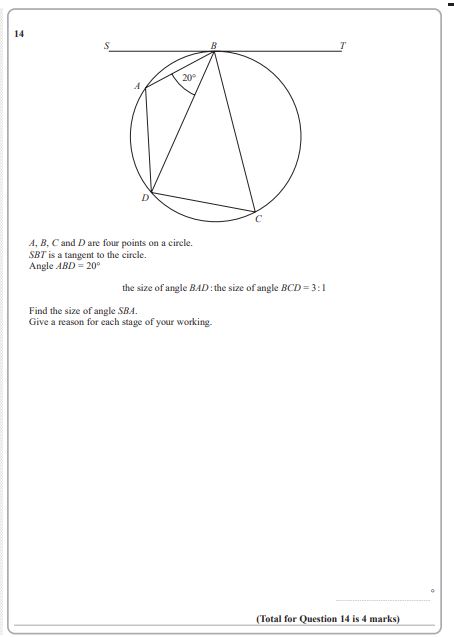 14
S B T
20°
A
D
C
A, B, C and D are four points on a circle.
SBT is a tangent to the circle.
Angle ABD = 20°
the size of angle BAD : the size of angle BCD = 3 : 1
Find the size of angle SBA.
Give a reason for each stage of your working.
°
(Total for Question 14 is 4 marks)